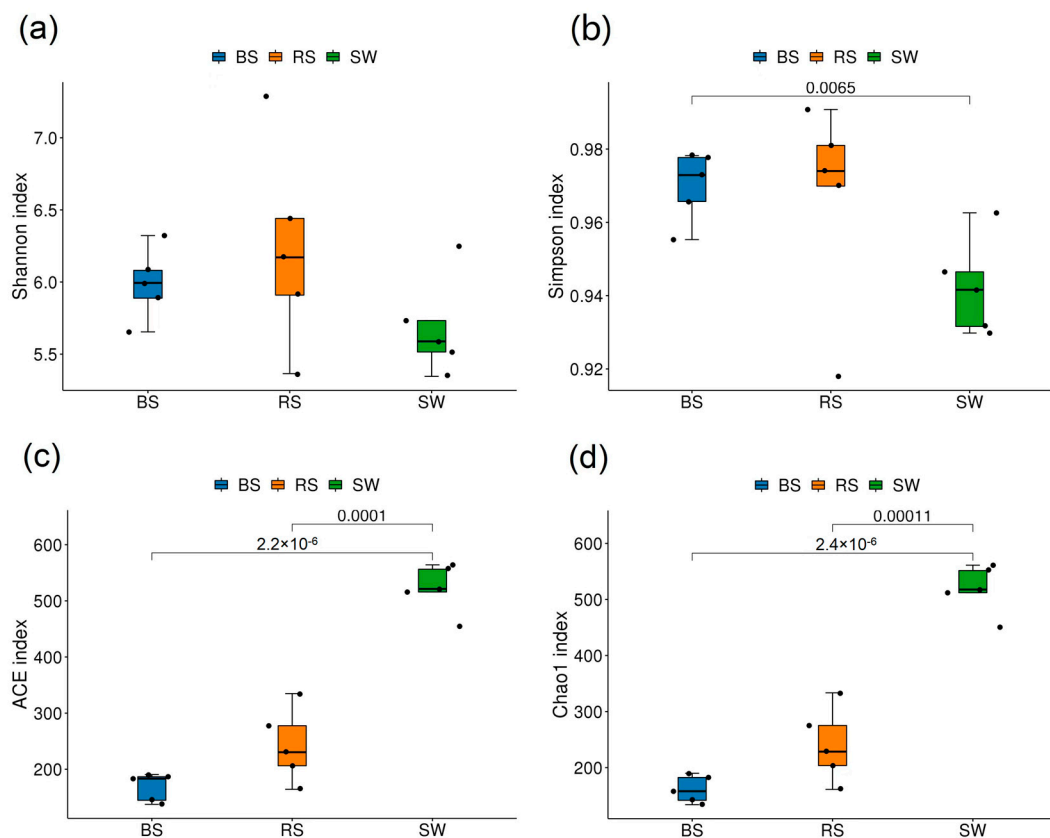 (a)
BS RS SW
Shannon index
7.0
6.5
6.0
5.5
BS RS SW
(b)
BS RS SW
0.0065
Simpson index
0.98
0.96
0.94
0.92
BS RS SW
(c)
BS RS SW
0.0001
2.2×10⁻⁶
ACE index
600
500
400
300
200
BS RS SW
(d)
BS RS SW
0.00011
2.4×10⁻⁶
Chao1 index
600
500
400
300
200
BS RS SW